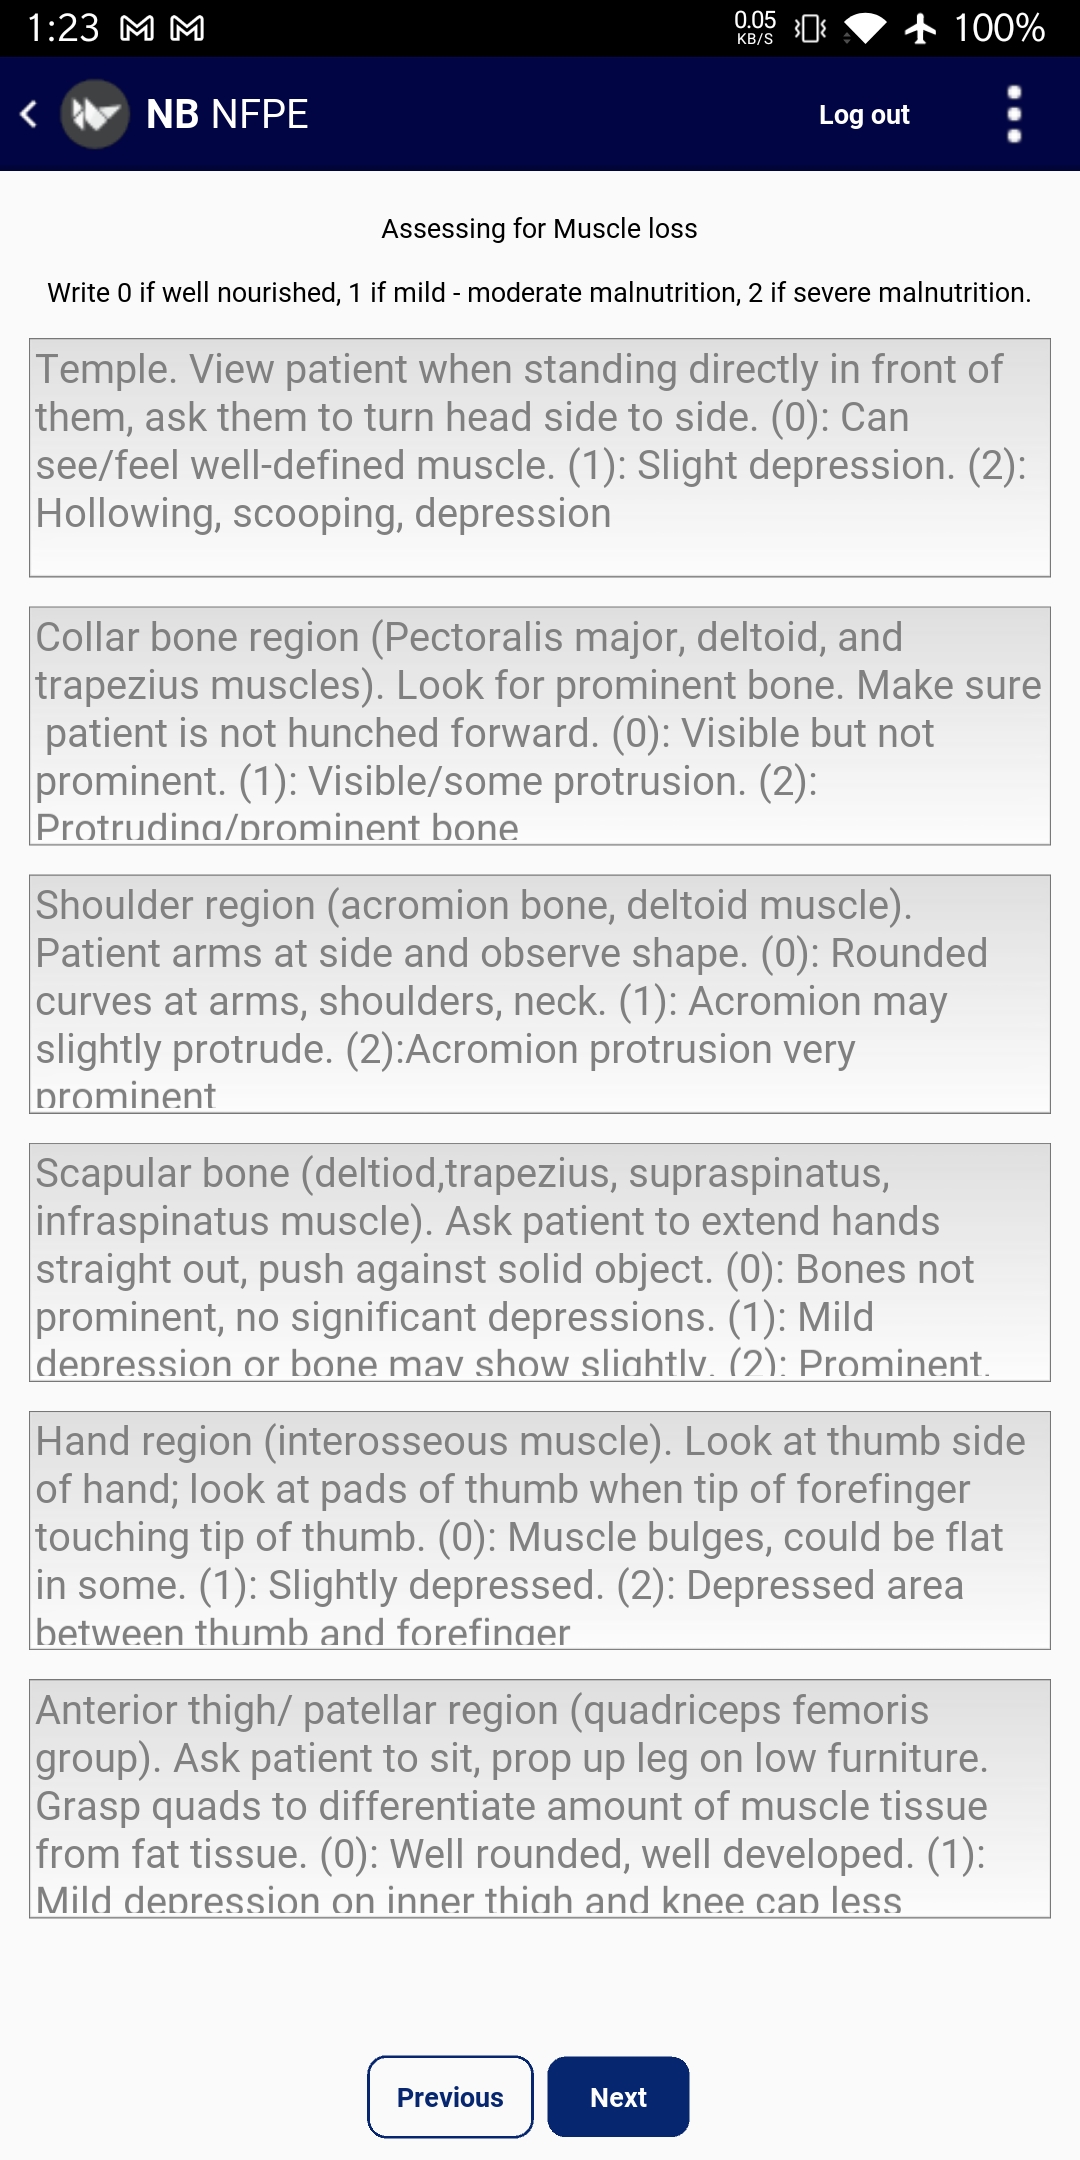 1:23 0.05 KB/S 100%
NB NFPE Log out
Assessing for Muscle loss
Write 0 if well nourished, 1 if mild - moderate malnutrition, 2 if severe malnutrition.
Temple. View patient when standing directly in front of
them, ask them to turn head side to side. (0): Can
see/feel well-defined muscle. (1): Slight depression. (2):
Hollowing, scooping, depression
Collar bone region (Pectoralis major, deltoid, and
trapezius muscles). Look for prominent bone. Make sure
patient is not hunched forward. (0): Visible but not
prominent. (1): Visible/some protrusion. (2):
Protruding/prominent bone
Shoulder region (acromion bone, deltoid muscle).
Patient arms at side and observe shape. (0): Rounded
curves at arms, shoulders, neck. (1): Acromion may
slightly protrude. (2):Acromion protrusion very
prominent
Scapular bone (deltiod,trapezius, supraspinatus,
infraspinatus muscle). Ask patient to extend hands
straight out, push against solid object. (0): Bones not
prominent, no significant depressions. (1): Mild
depression or bone may show slightly. (2): Prominent,
Hand region (interosseous muscle). Look at thumb side
of hand; look at pads of thumb when tip of forefinger
touching tip of thumb. (0): Muscle bulges, could be flat
in some. (1): Slightly depressed. (2): Depressed area
between thumb and forefinger
Anterior thigh/ patellar region (quadriceps femoris
group). Ask patient to sit, prop up leg on low furniture.
Grasp quads to differentiate amount of muscle tissue
from fat tissue. (0): Well rounded, well developed. (1):
Mild depression on inner thigh and knee cap less
Previous Next